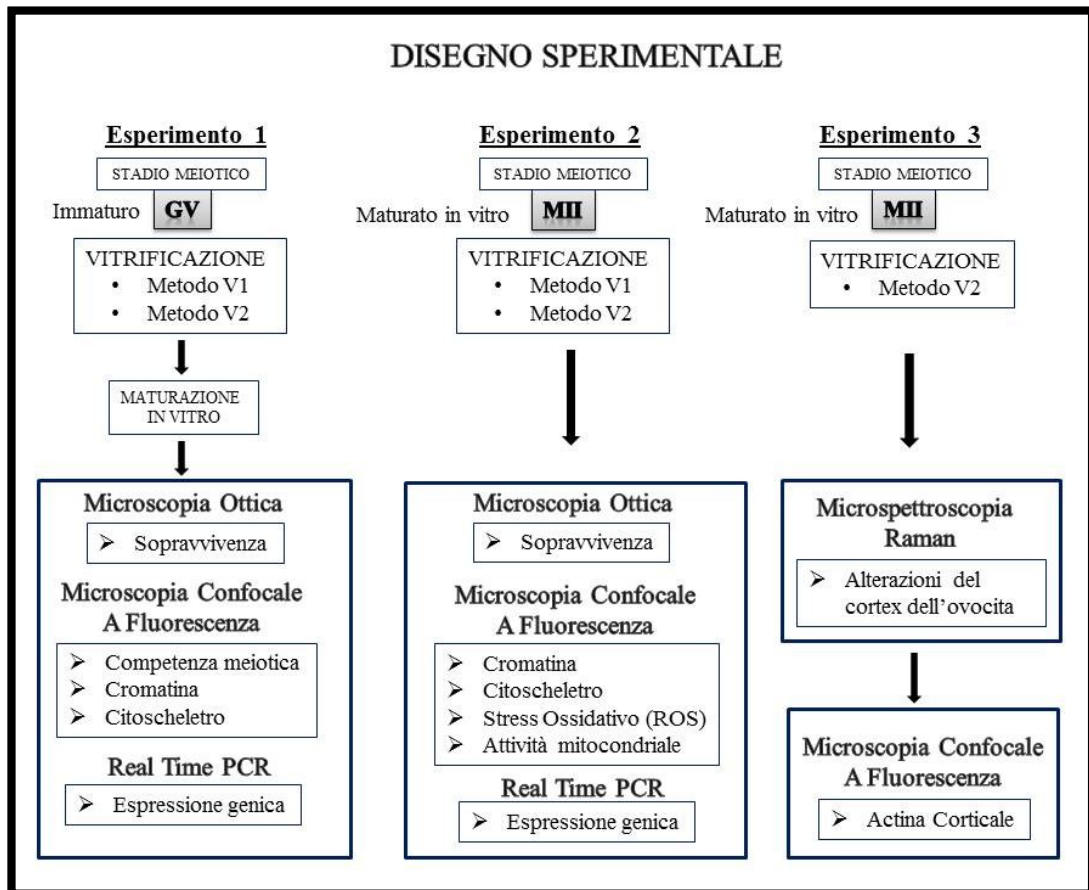 DISEGNO SPERIMENTALE
Esperimento 1
STADIO MEIOTICO
Immaturo GV
VITRIFICAZIONE
• Metodo V1
• Metodo V2
MATURAZIONE
IN VITRO
Microscopia Ottica
➢ Sopravvivenza
Microscopia Confocale
A Fluorescenza
➢ Competenza meiotica
➢ Cromatina
➢ Citoscheletro
Real Time PCR
➢ Espressione genica
Esperimento 2
STADIO MEIOTICO
Maturato in vitro MII
VITRIFICAZIONE
• Metodo V1
• Metodo V2
Microscopia Ottica
➢ Sopravvivenza
Microscopia Confocale
A Fluorescenza
➢ Cromatina
➢ Citoscheletro
➢ Stress Ossidativo (ROS)
➢ Attività mitocondriale
Real Time PCR
➢ Espressione genica
Esperimento 3
STADIO MEIOTICO
Maturato in vitro MII
VITRIFICAZIONE
• Metodo V2
Microspettroscopia
Raman
➢ Alterazioni del
cortex dell'ovocita
Microscopia Confocale
A Fluorescenza
➢ Actina Corticale